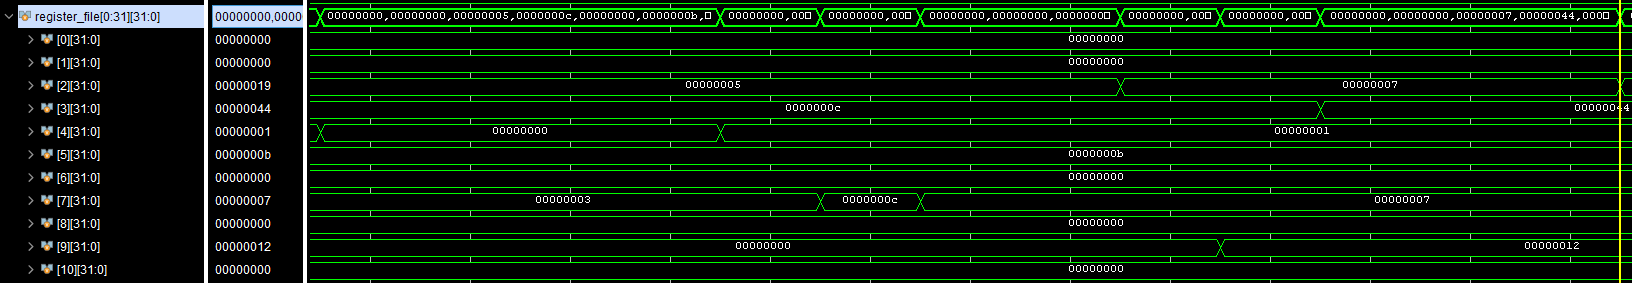 register_file[0:31][31:0] 00000000,0000 00000000,00000000,00000005,0000000c,00000000,0000000b, 00000000,00 00000000,00 00000000,00000000,0000000 00000000,00 00000000,00 00000000,00000000,00000007,00000044,000
[0][31:0] 00000000 00000000
[1][31:0] 00000000 00000000
[2][31:0] 00000019 00000005 00000007
[3][31:0] 00000044 0000000c 00000044
[4][31:0] 00000001 00000000 00000001
[5][31:0] 0000000b 0000000b
[6][31:0] 00000000 00000000
[7][31:0] 00000007 00000003 0000000c 00000007
[8][31:0] 00000000 00000000
[9][31:0] 00000012 00000000 00000012
[10][31:0] 00000000 00000000